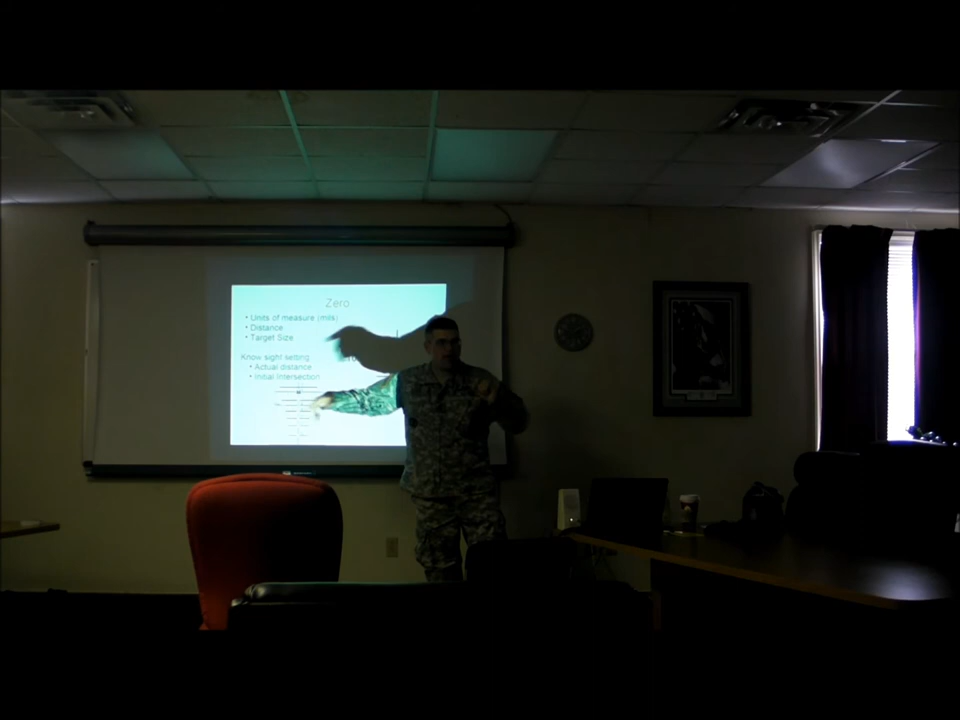 Zero
• Units of measure (mils)
• Distance
• Target Size
Know sight setting
• Actual distance
• Initial Intersection